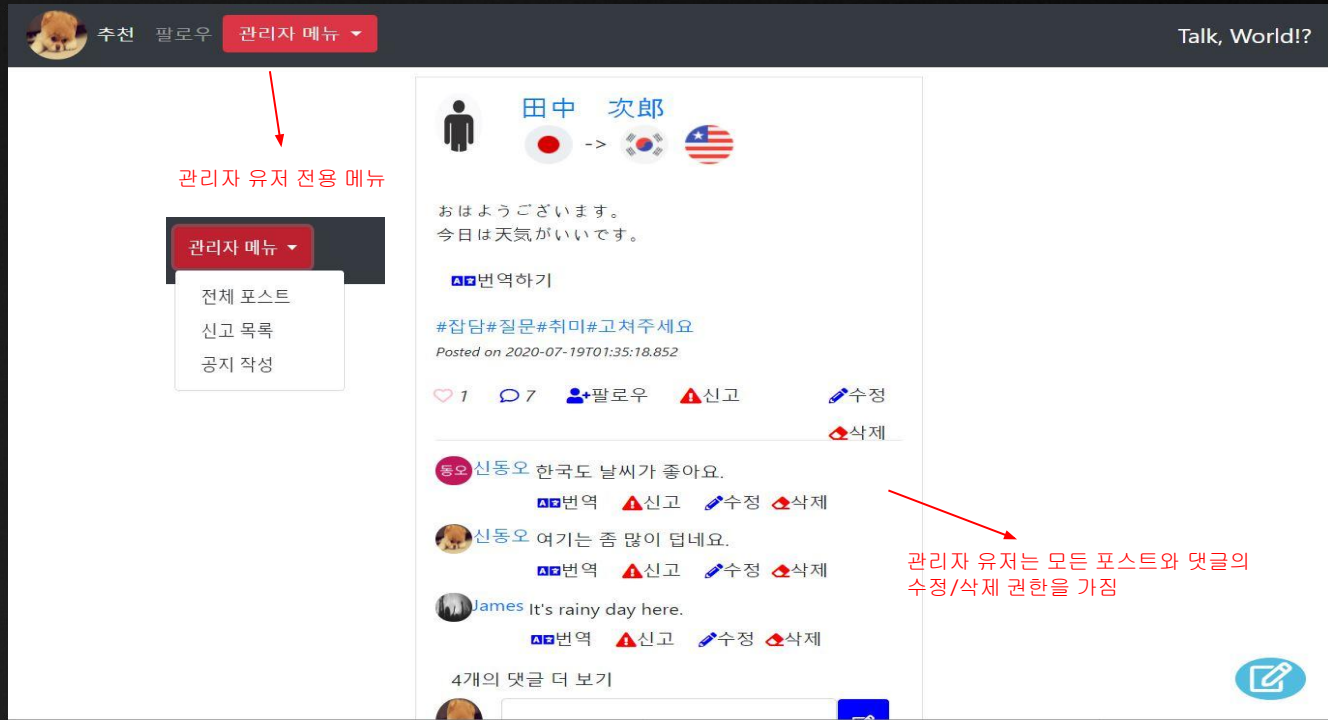 추천 팔로우 관리자 메뉴
Talk, World!?
관리자 유저 전용 메뉴
관리자 메뉴
전체 포스트
신고 목록
공지 작성
田中　次郎
->
おはようございます。
今日は天気がいいです。
번역하기
#잡담#질문#취미#고쳐주세요
Posted on 2020-07-19T01:35:18.852
1 7 팔로우 신고 수정
삭제
동오 신동오 한국도 날씨가 좋아요.
번역 신고 수정 삭제
신동오 여기는 좀 많이 덥네요.
번역 신고 수정 삭제
James It's rainy day here.
번역 신고 수정 삭제
4개의 댓글 더 보기
관리자 유저는 모든 포스트와 댓글의
수정/삭제 권한을 가짐